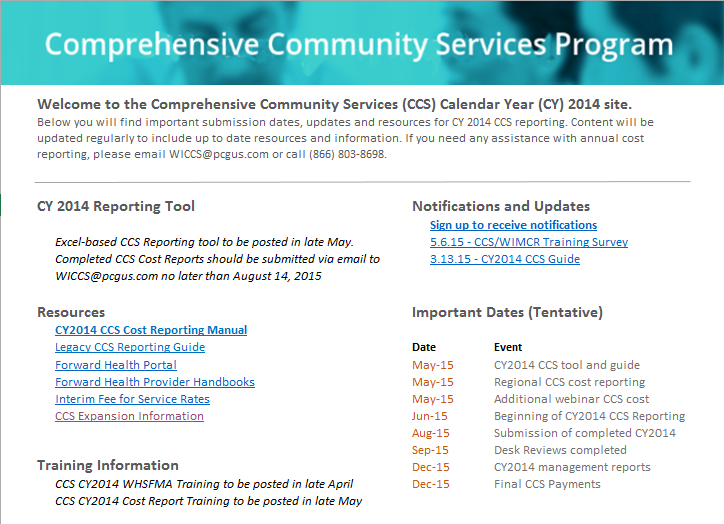 Comprehensive Community Services Program
Welcome to the Comprehensive Community Services (CCS) Calendar Year (CY) 2014 site.
Below you will find important submission dates, updates and resources for CY 2014 CCS reporting. Content will be
updated regularly to include up to date resources and information. If you need any assistance with annual cost
reporting, please email WICCS@pcgus.com or call (866) 803-8698.
CY 2014 Reporting Tool
Excel-based CCS Reporting tool to be posted in late May.
Completed CCS Cost Reports should be submitted via email to
WICCS@pcgus.com no later than August 14, 2015
Notifications and Updates
Sign up to receive notifications
5.6.15 - CCS/WIMCR Training Survey
3.13.15 - CY2014 CCS Guide
Resources
CY2014 CCS Cost Reporting Manual
Legacy CCS Reporting Guide
Forward Health Portal
Forward Health Provider Handbooks
Interim Fee for Service Rates
CCS Expansion Information
Important Dates (Tentative)
Date Event
May-15 CY2014 CCS tool and guide
May-15 Regional CCS cost reporting
May-15 Additional webinar CCS cost
Jun-15 Beginning of CY2014 CCS Reporting
Aug-15 Submission of completed CY2014
Sep-15 Desk Reviews completed
Dec-15 CY2014 management reports
Dec-15 Final CCS Payments
Training Information
CCS CY2014 WHSFMA Training to be posted in late April
CCS CY2014 Cost Report Training to be posted in late May